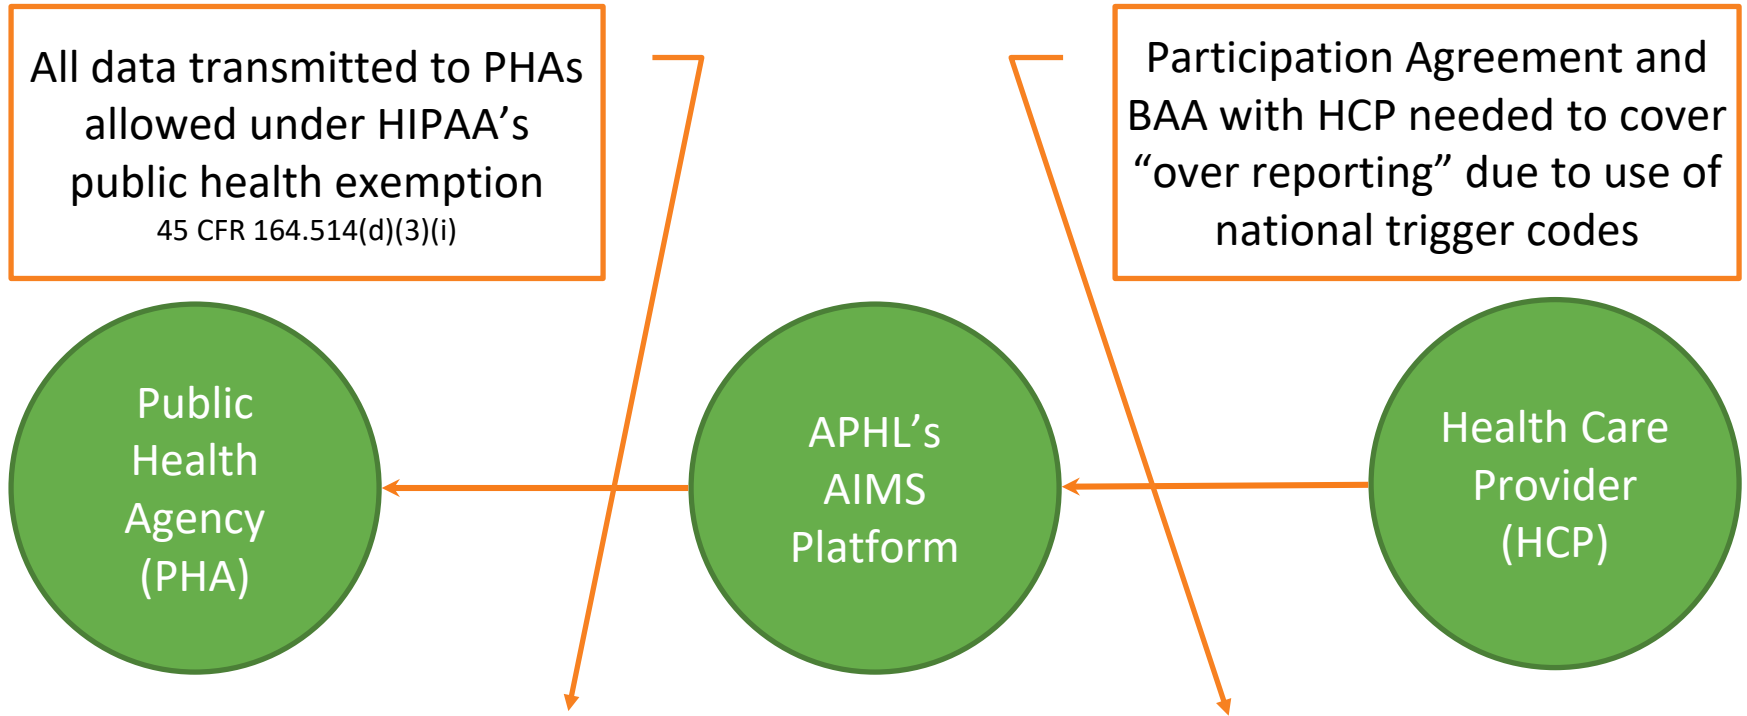 All data transmitted to PHAs
allowed under HIPAA’s
public health exemption
45 CFR 164.514(d)(3)(i)
Participation Agreement and
BAA with HCP needed to cover
“over reporting” due to use of
national trigger codes
Public
Health
Agency
(PHA)
APHL’s
AIMS
Platform
Health Care
Provider
(HCP)